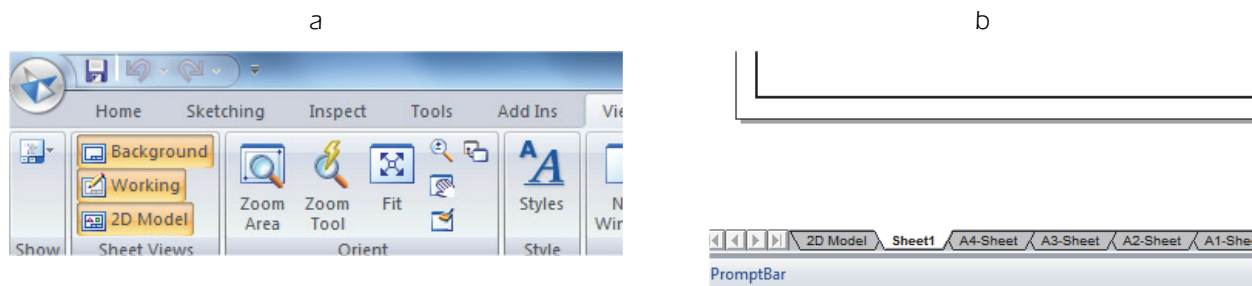 a
b
Home Sketching Inspect Tools Add Ins
Background
Working
2D Model
Zoom Area
Zoom Tool
Fit
Styles
Show
Sheet Views
Orient
Style
2D Model Sheet1 A4-Sheet A3-Sheet A2-Sheet
PromptBar